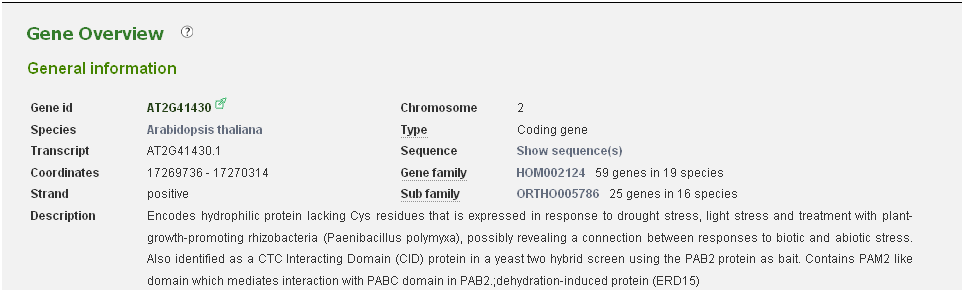 Gene Overview ?
General information
Gene id AT2G41430 Chromosome 2
Species Arabidopsis thaliana Type Coding gene
Transcript AT2G41430.1 Sequence Show sequence(s)
Coordinates 17269736 - 17270314 Gene family HOM002124 59 genes in 19 species
Strand positive Sub family ORTHO005786 25 genes in 16 species
Description Encodes hydrophilic protein lacking Cys residues that is expressed in response to drought stress, light stress and treatment with plant-
growth-promoting rhizobacteria (Paenibacillus polymyxa), possibly revealing a connection between responses to biotic and abiotic stress.
Also identified as a CTC Interacting Domain (CID) protein in a yeast two hybrid screen using the PAB2 protein as bait. Contains PAM2 like
domain which mediates interaction with PABC domain in PAB2.;dehydration-induced protein (ERD15)